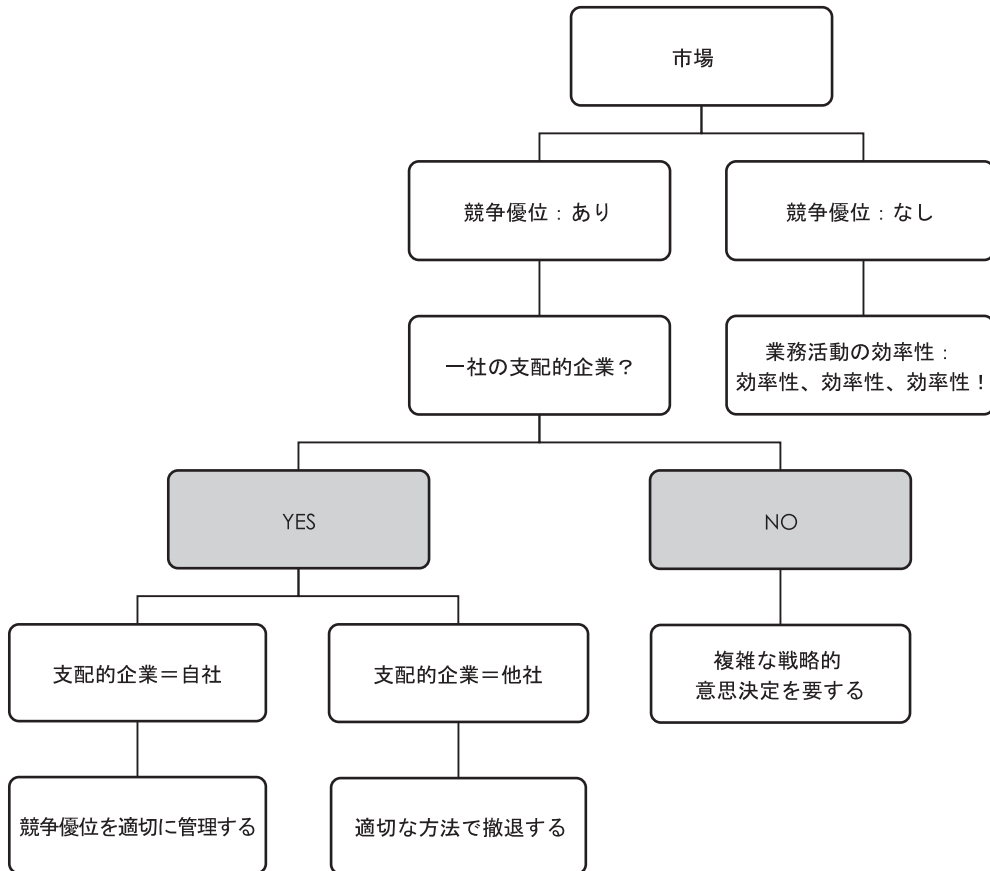 市場
競争優位：あり
競争優位：なし
一社の支配的企業？
業務活動の効率性：
効率性、効率性、効率性！
YES
NO
支配的企業＝自社
支配的企業＝他社
複雑な戦略的
意思決定を要する
競争優位を適切に管理する
適切な方法で撤退する